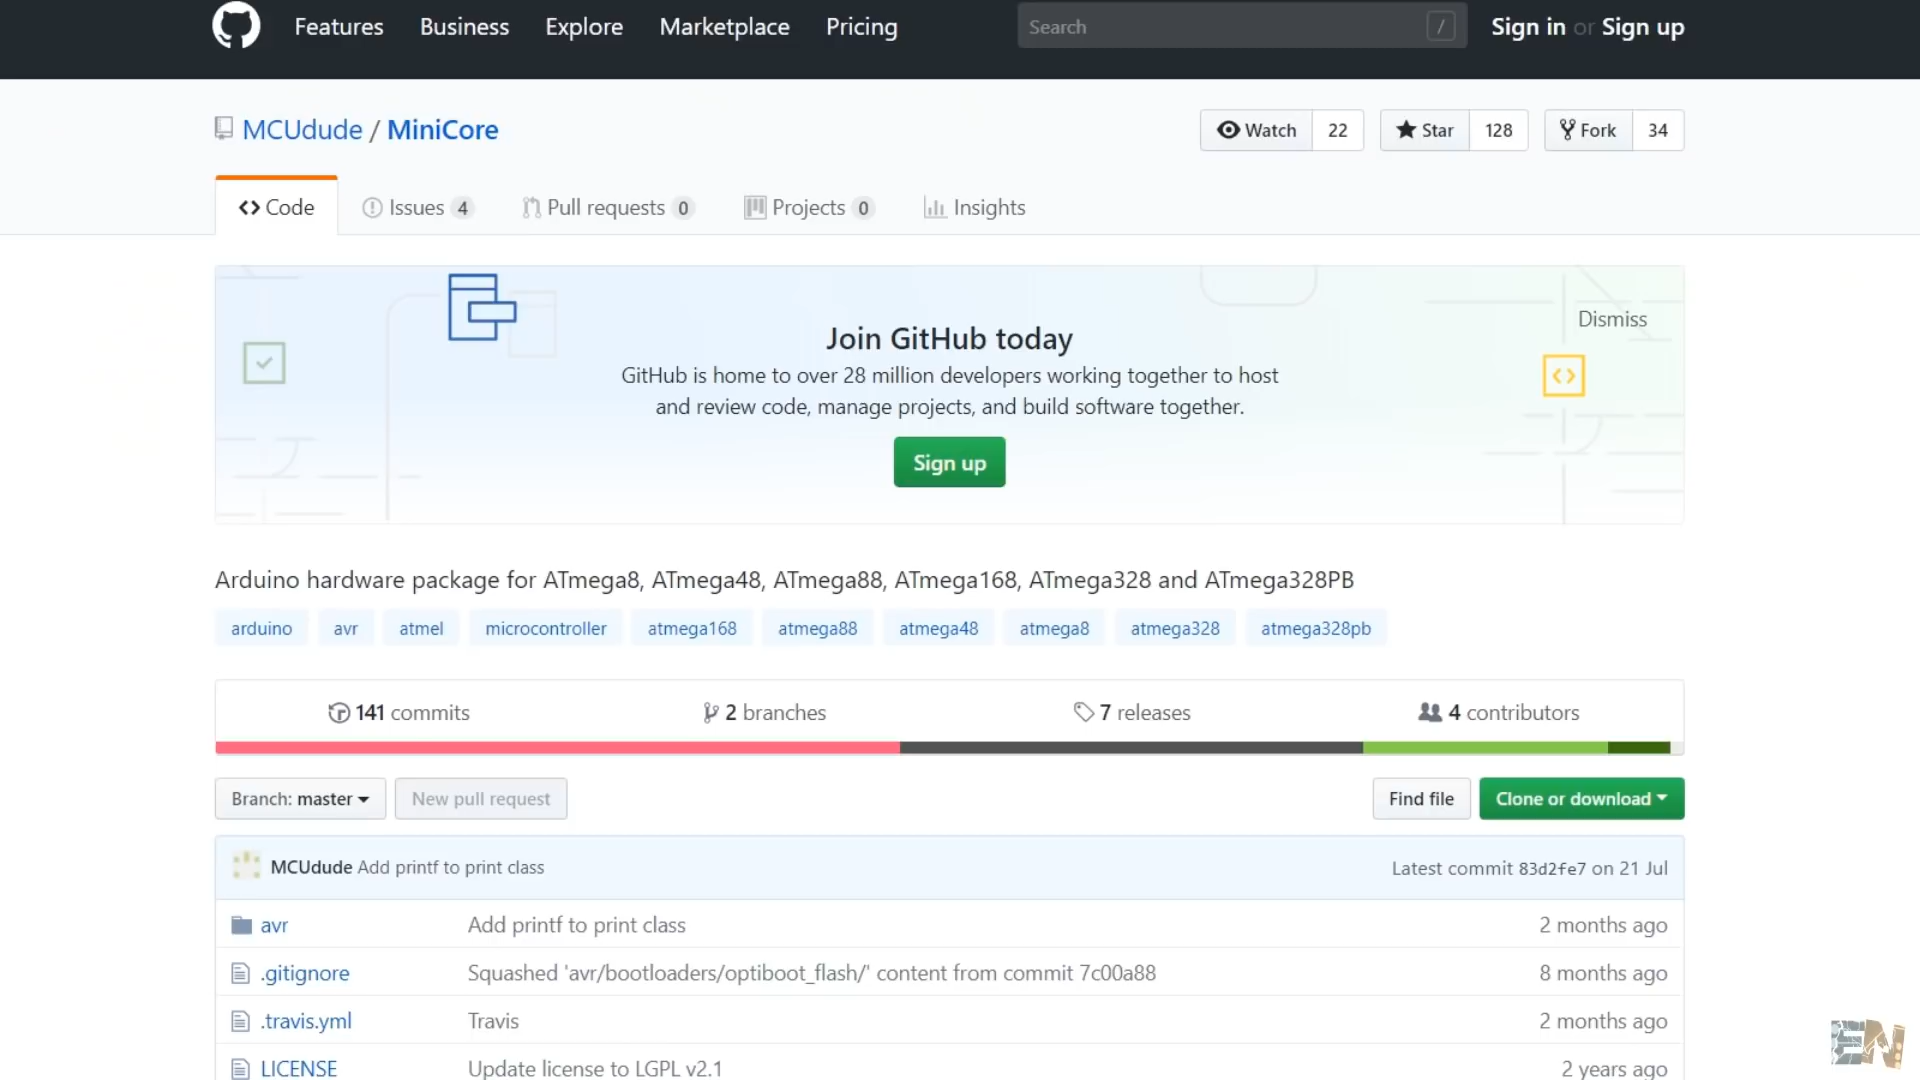 Features Business Explore Marketplace Pricing Search / Sign in or Sign up
MCUdude / MiniCore Watch 22 Star 128 Fork 34
Code Issues 4 Pull requests 0 Projects 0 Insights
Dismiss
Join GitHub today
GitHub is home to over 28 million developers working together to host
and review code, manage projects, and build software together.
Sign up
Arduino hardware package for ATmega8, ATmega48, ATmega88, ATmega168, ATmega328 and ATmega328PB
arduino avr atmel microcontroller atmega168 atmega88 atmega48 atmega8 atmega328 atmega328pb
141 commits 2 branches 7 releases 4 contributors
Branch: master New pull request Find file Clone or download
MCUdude Add printf to print class Latest commit 83d2fe7 on 21 Jul
avr Add printf to print class 2 months ago
.gitignore Squashed 'avr/bootloaders/optiboot_flash/' content from commit 7c00a88 8 months ago
.travis.yml Travis 2 months ago
LICENSE Update license to LGPL v2.1 2 years ago
EN